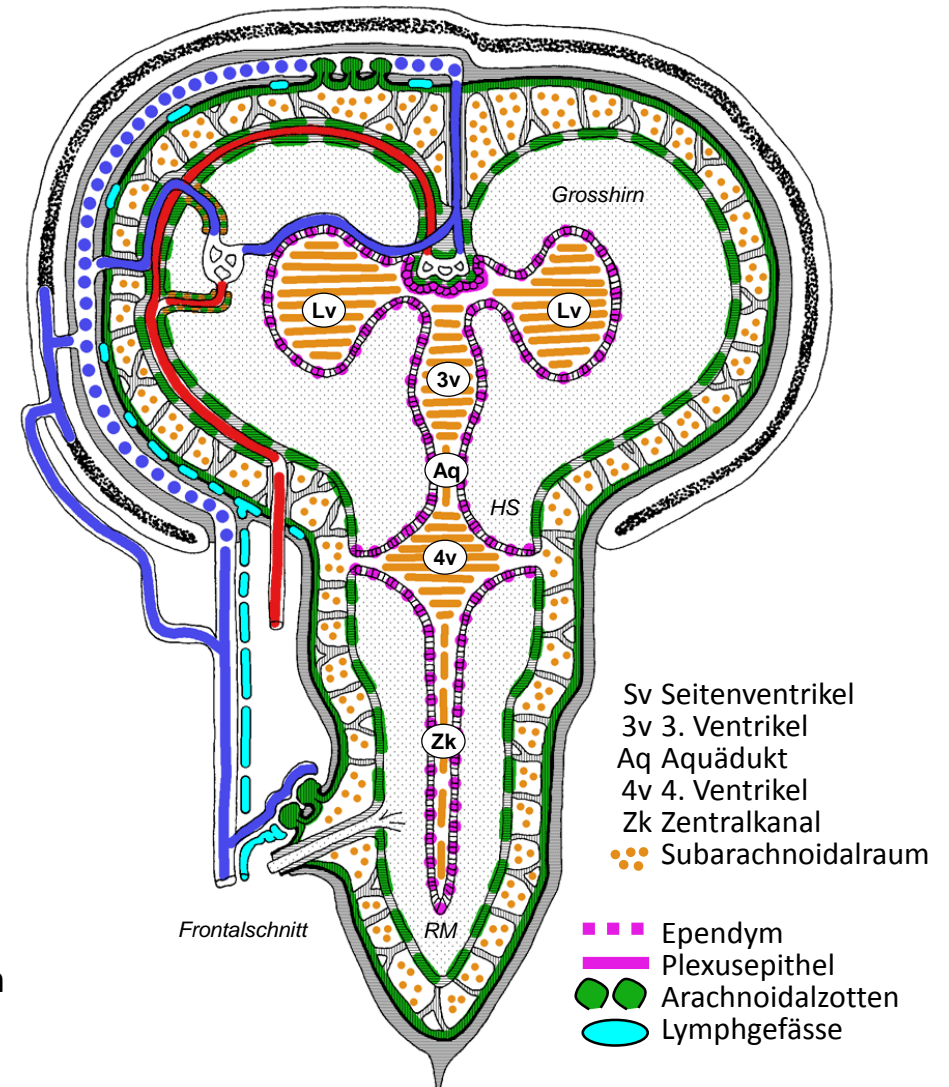 Grosshirn
Lv
Lv
3v
Aq
HS
4v
Zk
Sv Seitenventrikel
3v 3. Ventrikel
Aq Aquädukt
4v 4. Ventrikel
Zk Zentralkanal
Subarachnoidalraum
Frontalschnitt
RM
Ependym
Plexusepithel
Arachnoidalzotten
Lymphgefässe